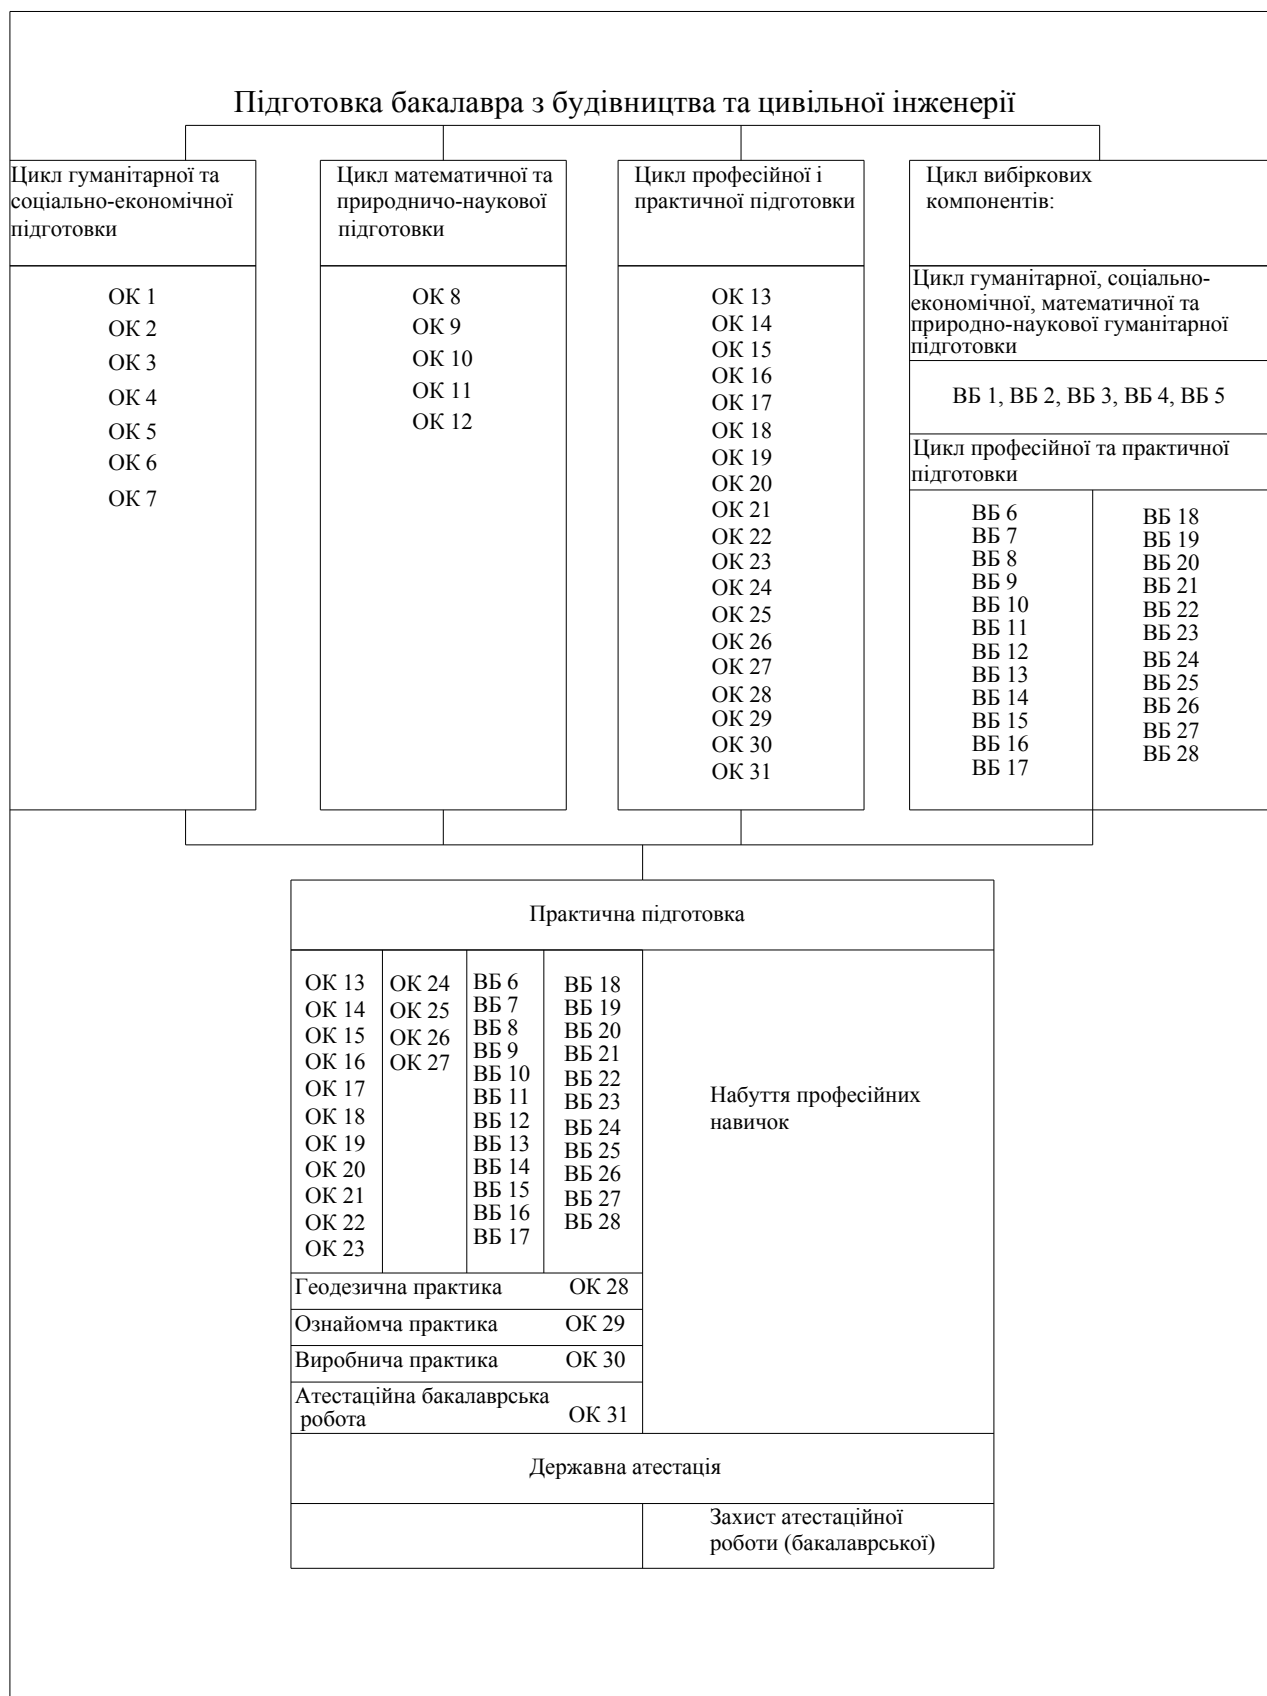 Підготовка бакалавра з будівництва та цивільної інженерії
Цикл гуманітарної та
соціально-економічної
підготовки
ОК 1
ОК 2
ОК 3
ОК 4
ОК 5
ОК 6
ОК 7
Цикл математичної та
природничо-наукової
підготовки
ОК 8
ОК 9
ОК 10
ОК 11
ОК 12
Цикл професійної і
практичної підготовки
ОК 13
ОК 14
ОК 15
ОК 16
ОК 17
ОК 18
ОК 19
ОК 20
ОК 21
ОК 22
ОК 23
ОК 24
ОК 25
ОК 26
ОК 27
ОК 28
ОК 29
ОК 30
ОК 31
Цикл вибіркових
компонентів:
Цикл гуманітарної, соціально-
економічної, математичної та
природно-наукової гуманітарної
підготовки
ВБ 1, ВБ 2, ВБ 3, ВБ 4, ВБ 5
Цикл професійної та практичної
підготовки
ВБ 6
ВБ 7
ВБ 8
ВБ 9
ВБ 10
ВБ 11
ВБ 12
ВБ 13
ВБ 14
ВБ 15
ВБ 16
ВБ 17
ВБ 18
ВБ 19
ВБ 20
ВБ 21
ВБ 22
ВБ 23
ВБ 24
ВБ 25
ВБ 26
ВБ 27
ВБ 28
Практична підготовка
ОК 13
ОК 14
ОК 15
ОК 16
ОК 17
ОК 18
ОК 19
ОК 20
ОК 21
ОК 22
ОК 23
ОК 24
ОК 25
ОК 26
ОК 27
ВБ 6
ВБ 7
ВБ 8
ВБ 9
ВБ 10
ВБ 11
ВБ 12
ВБ 13
ВБ 14
ВБ 15
ВБ 16
ВБ 17
ВБ 18
ВБ 19
ВБ 20
ВБ 21
ВБ 22
ВБ 23
ВБ 24
ВБ 25
ВБ 26
ВБ 27
ВБ 28
Набуття професійних
навичок
Геодезична практика ОК 28
Ознайомча практика ОК 29
Виробнича практика ОК 30
Атестаційна бакалаврська
робота ОК 31
Державна атестація
Захист атестаційної
роботи (бакалаврської)